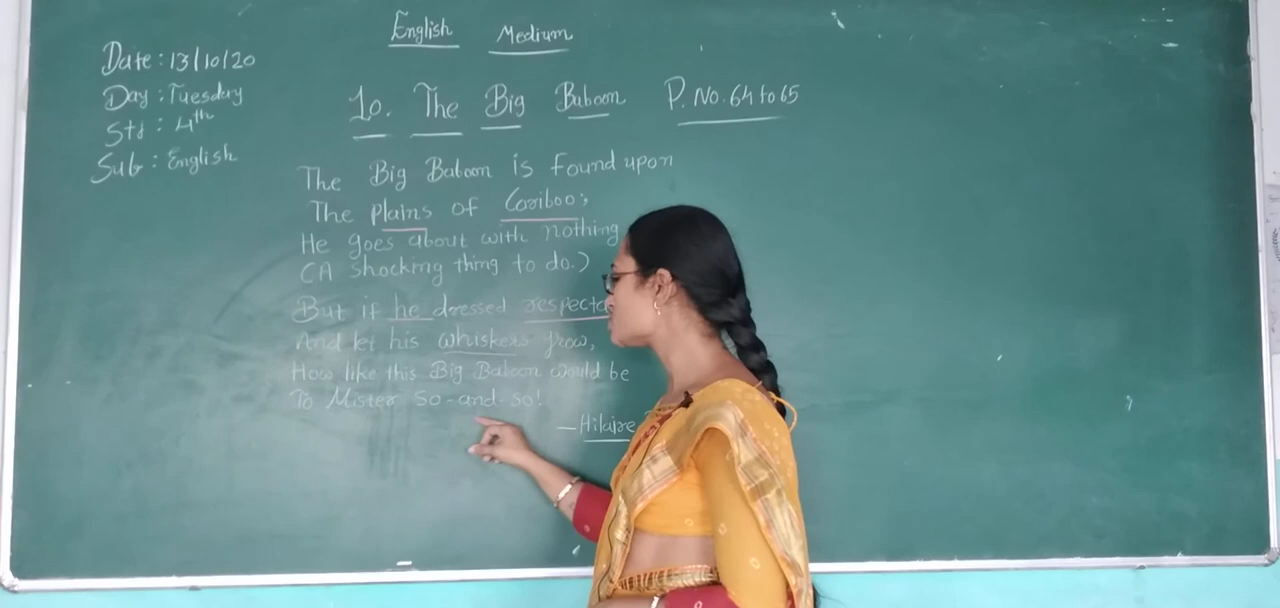 English Medium
Date : 13/10/20
Day : Tuesday
Std : 4th
Sub : English
10. The Big Baboon P. No. 64 to 65
The Big Baboon is found upon
The plains of Cariboo;
He goes about with nothing
(A shocking thing to do.)
But if he dressed respecta
And let his whiskers grow,
How like this Big Baboon would be
To Mister So-and-so!
— Hilaire